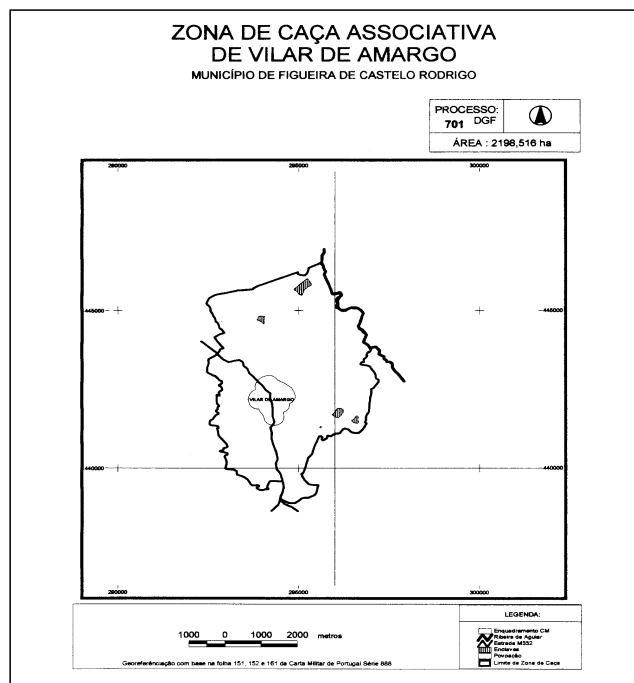 ZONA DE CAÇA ASSOCIATIVA
DE VILAR DE AMARGO
MUNICÍPIO DE FIGUEIRA DE CASTELO RODRIGO
PROCESSO:
701 DGF
ÁREA : 2198,516 ha
280000 285000 300000
445000 445000
VILAR DE AMARGO
440000 440000
280000 285000 300000
LEGENDA:
Enquadramento CM
Ribeira de Aguiar
Estrada M332
Enclaves
Povoação
Limite da Zona de Caça
1000 0 1000 2000 metros
Georeferênciação com base na folha 151, 152 e 161 da Carta Militar de Portugal Série 888